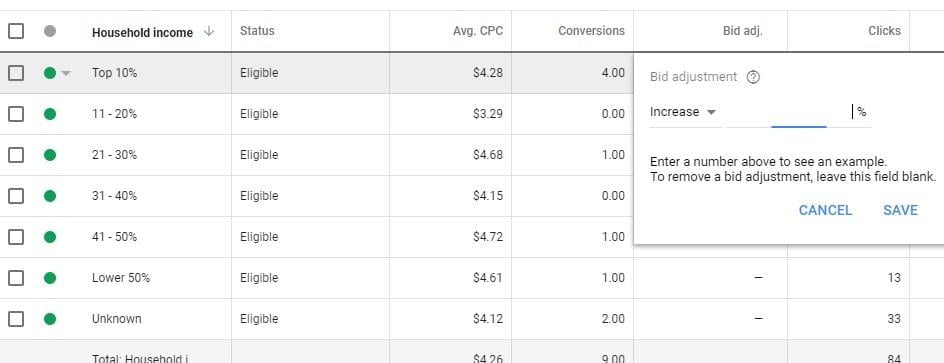 Household income Status Avg. CPC Conversions Bid adj. Clicks
Top 10% Eligible $4.28 4.00
Bid adjustment
11 - 20% Eligible $3.29 0.00
Increase %
21 - 30% Eligible $4.68 1.00
Enter a number above to see an example.
To remove a bid adjustment, leave this field blank.
31 - 40% Eligible $4.15 0.00
CANCEL SAVE
41 - 50% Eligible $4.72 1.00
Lower 50% Eligible $4.61 1.00 — 13
Unknown Eligible $4.12 2.00 — 33
Total: Household i... $4.26 9.00 84